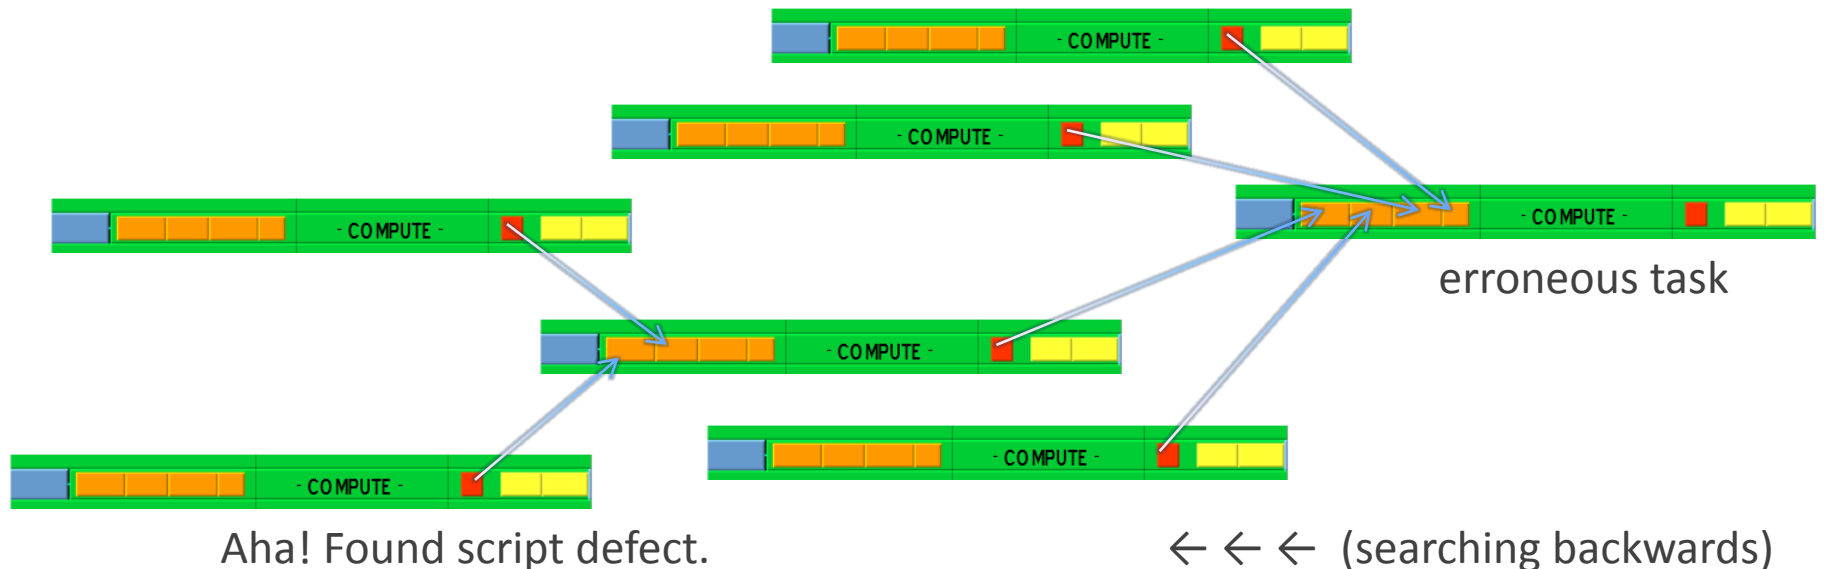 - COMPUTE -
- COMPUTE -
- COMPUTE -
- COMPUTE -
erroneous task
- COMPUTE -
- COMPUTE -
- COMPUTE -
Aha! Found script defect.
← ← ← (searching backwards)